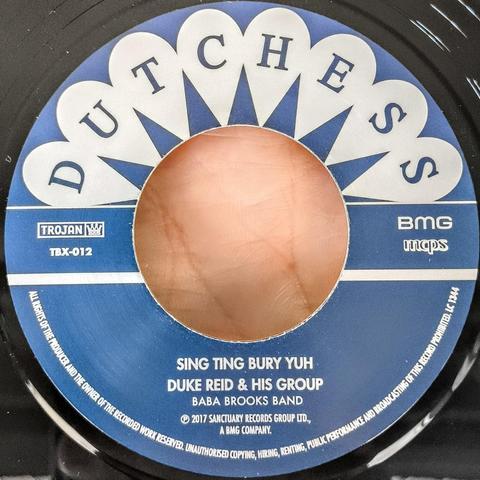 DUTCHESS
TROJAN
BMG
TBX-012
mcps
SING TING BURY YUH
DUKE REID & HIS GROUP
BABA BROOKS BAND
℗ 2017 SANCTUARY RECORDS GROUP LTD.,
A BMG COMPANY.
ALL RIGHTS OF THE PRODUCER AND THE OWNER OF THE RECORDED WORK RESERVED. UNAUTHORISED COPYING, HIRING, RENTING, PUBLIC PERFORMANCE AND BROADCASTING OF THIS RECORD PROHIBITED. LC 1344